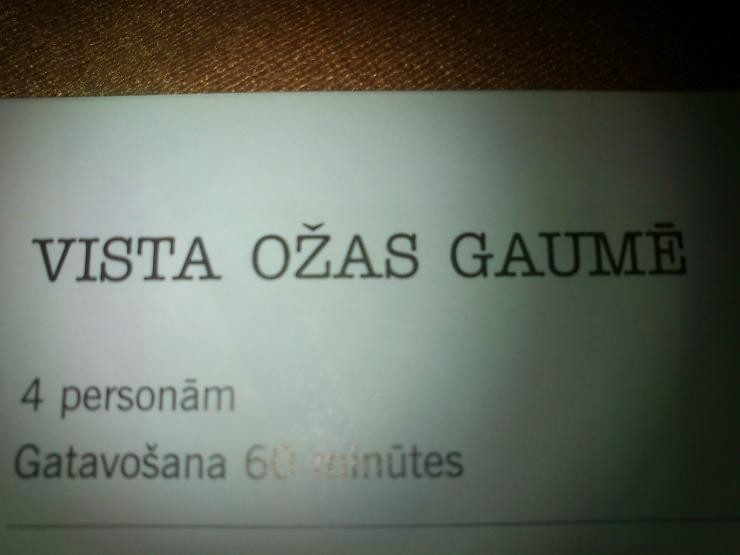 VISTA OŽAS GAUMĒ
4 personām
Gatavošana 60 minūtes